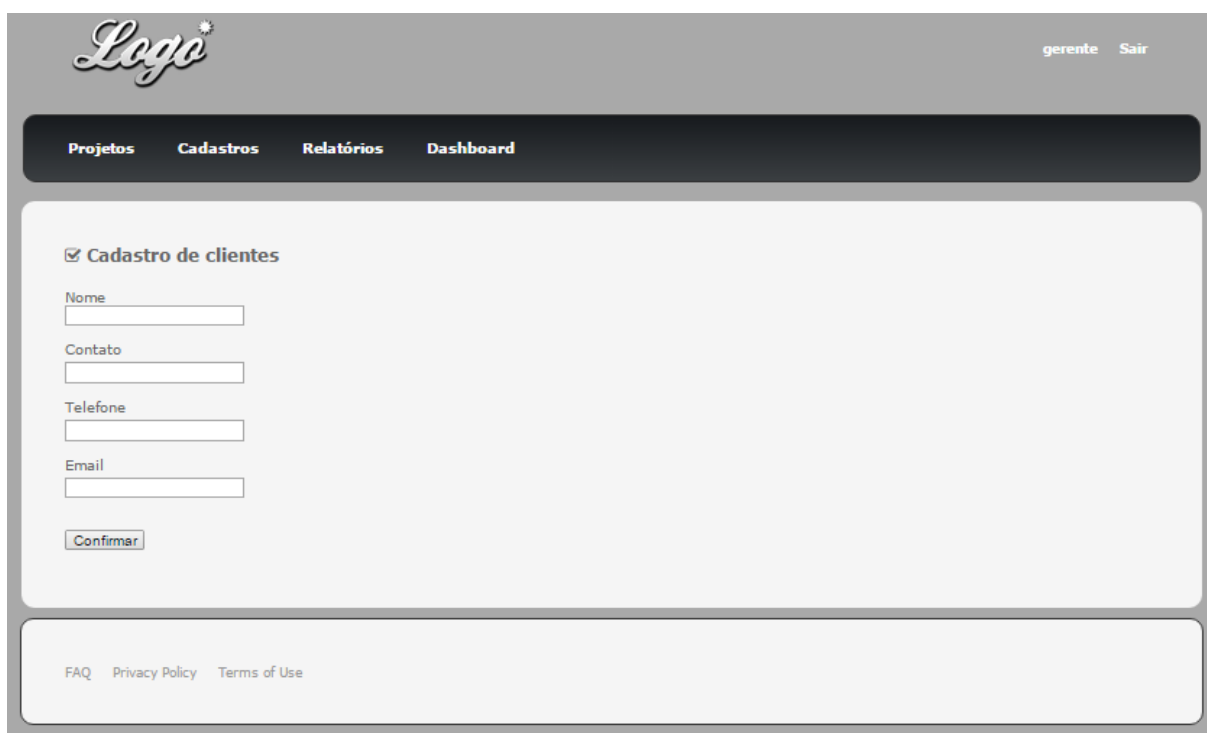 Logo
gerente Sair
Projetos Cadastros Relatórios Dashboard
Cadastro de clientes
Nome
Contato
Telefone
Email
Confirmar
FAQ Privacy Policy Terms of Use